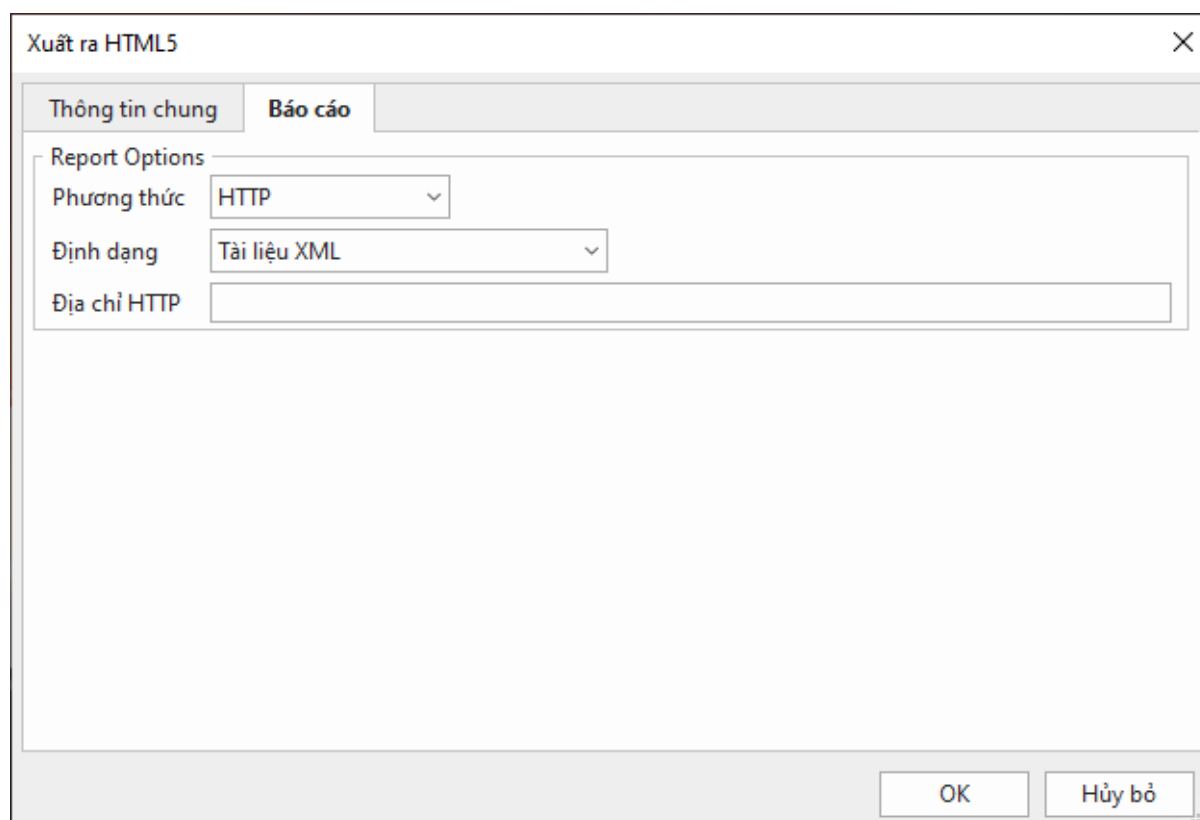 Xuất ra HTML5
Thông tin chung Báo cáo
Report Options
Phương thức HTTP
Định dạng Tài liệu XML
Địa chỉ HTTP
OK Hủy bỏ